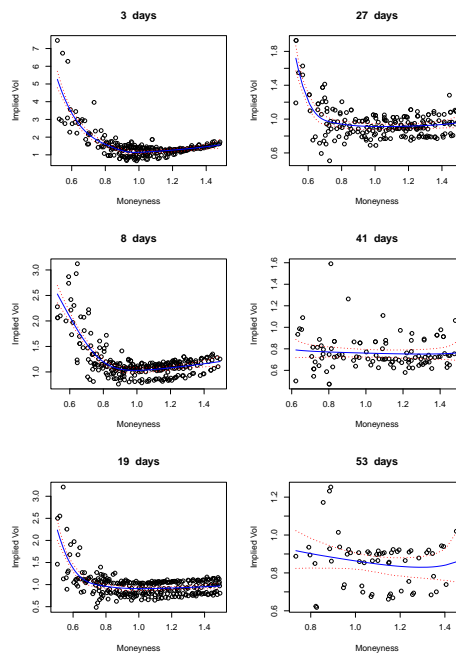 3 days
Implied Vol
7
6
5
4
3
2
1
0.6 0.8 1.0 1.2 1.4
Moneyness
27 days
Implied Vol
1.8
1.4
1.0
0.6
0.6 0.8 1.0 1.2 1.4
Moneyness
8 days
Implied Vol
3.0
2.5
2.0
1.5
1.0
0.6 0.8 1.0 1.2 1.4
Moneyness
41 days
Implied Vol
1.6
1.4
1.2
1.0
0.8
0.6
0.6 0.8 1.0 1.2 1.4
Moneyness
19 days
Implied Vol
3.0
2.5
2.0
1.5
1.0
0.5
0.6 0.8 1.0 1.2 1.4
Moneyness
53 days
Implied Vol
1.2
1.0
0.8
0.6
0.8 1.0 1.2 1.4
Moneyness